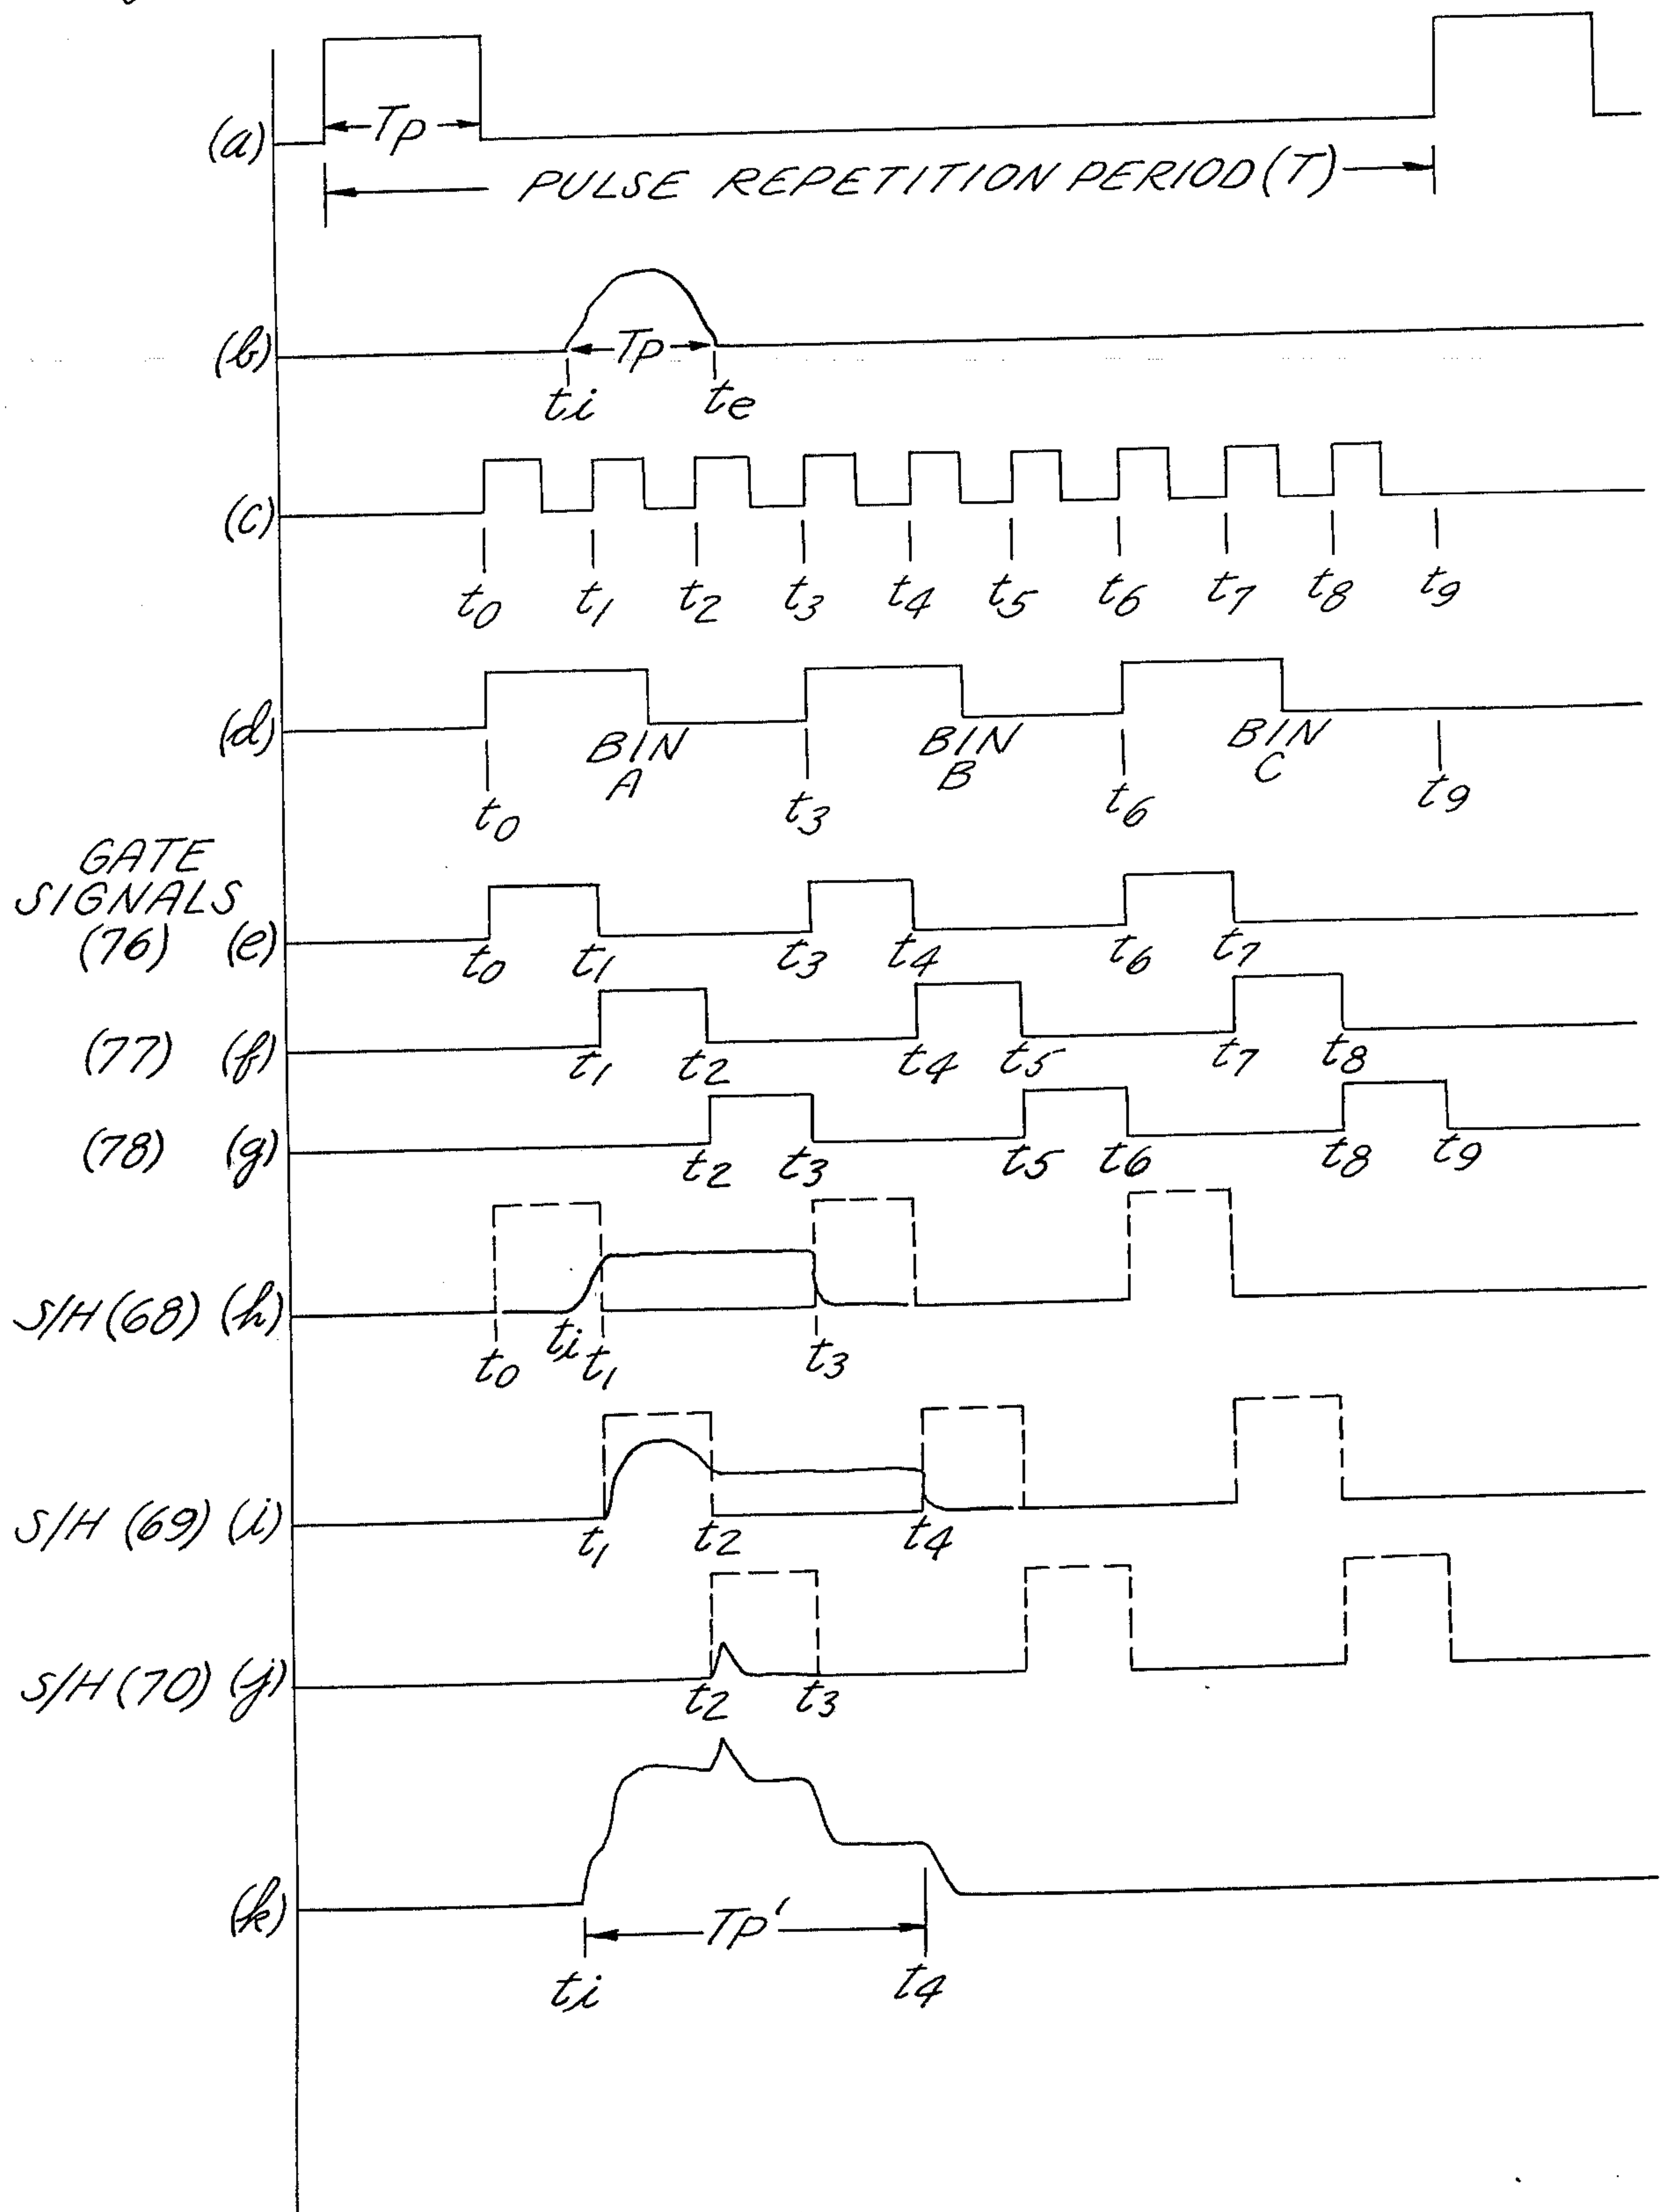 (a)
Tp
PULSE REPETITION PERIOD (T)
(b)
Tp
ti te
(c)
t0 t1 t2 t3 t4 t5 t6 t7 t8 t9
(d)
BIN A
BIN B
BIN C
t0 t3 t6 t9
GATE
SIGNALS
(76) (e)
t0 t1 t3 t4 t6 t7
(77) (f)
t1 t2 t4 t5 t7 t8
(78) (g)
t2 t3 t5 t6 t8 t9
S/H (68) (h)
t0 ti t1 t3
S/H (69) (i)
t1 t2 t4
S/H (70) (j)
t2 t3
(k)
Tp'
ti t4